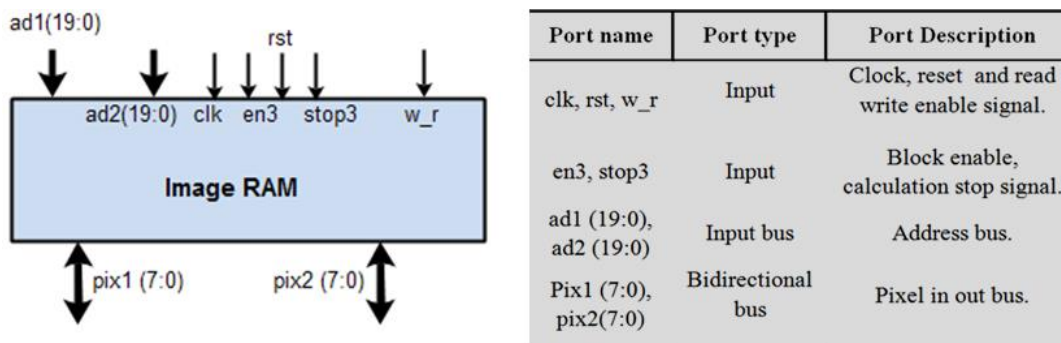 ad1(19:0)
rst
ad2(19:0) clk en3 stop3 w_r
Image RAM
pix1 (7:0)
pix2 (7:0)
Port name Port type Port Description
clk, rst, w_r Input Clock, reset and read
write enable signal.
en3, stop3 Input Block enable,
calculation stop signal.
ad1 (19:0),
ad2 (19:0) Input bus Address bus.
Pix1 (7:0),
pix2(7:0) Bidirectional
bus Pixel in out bus.